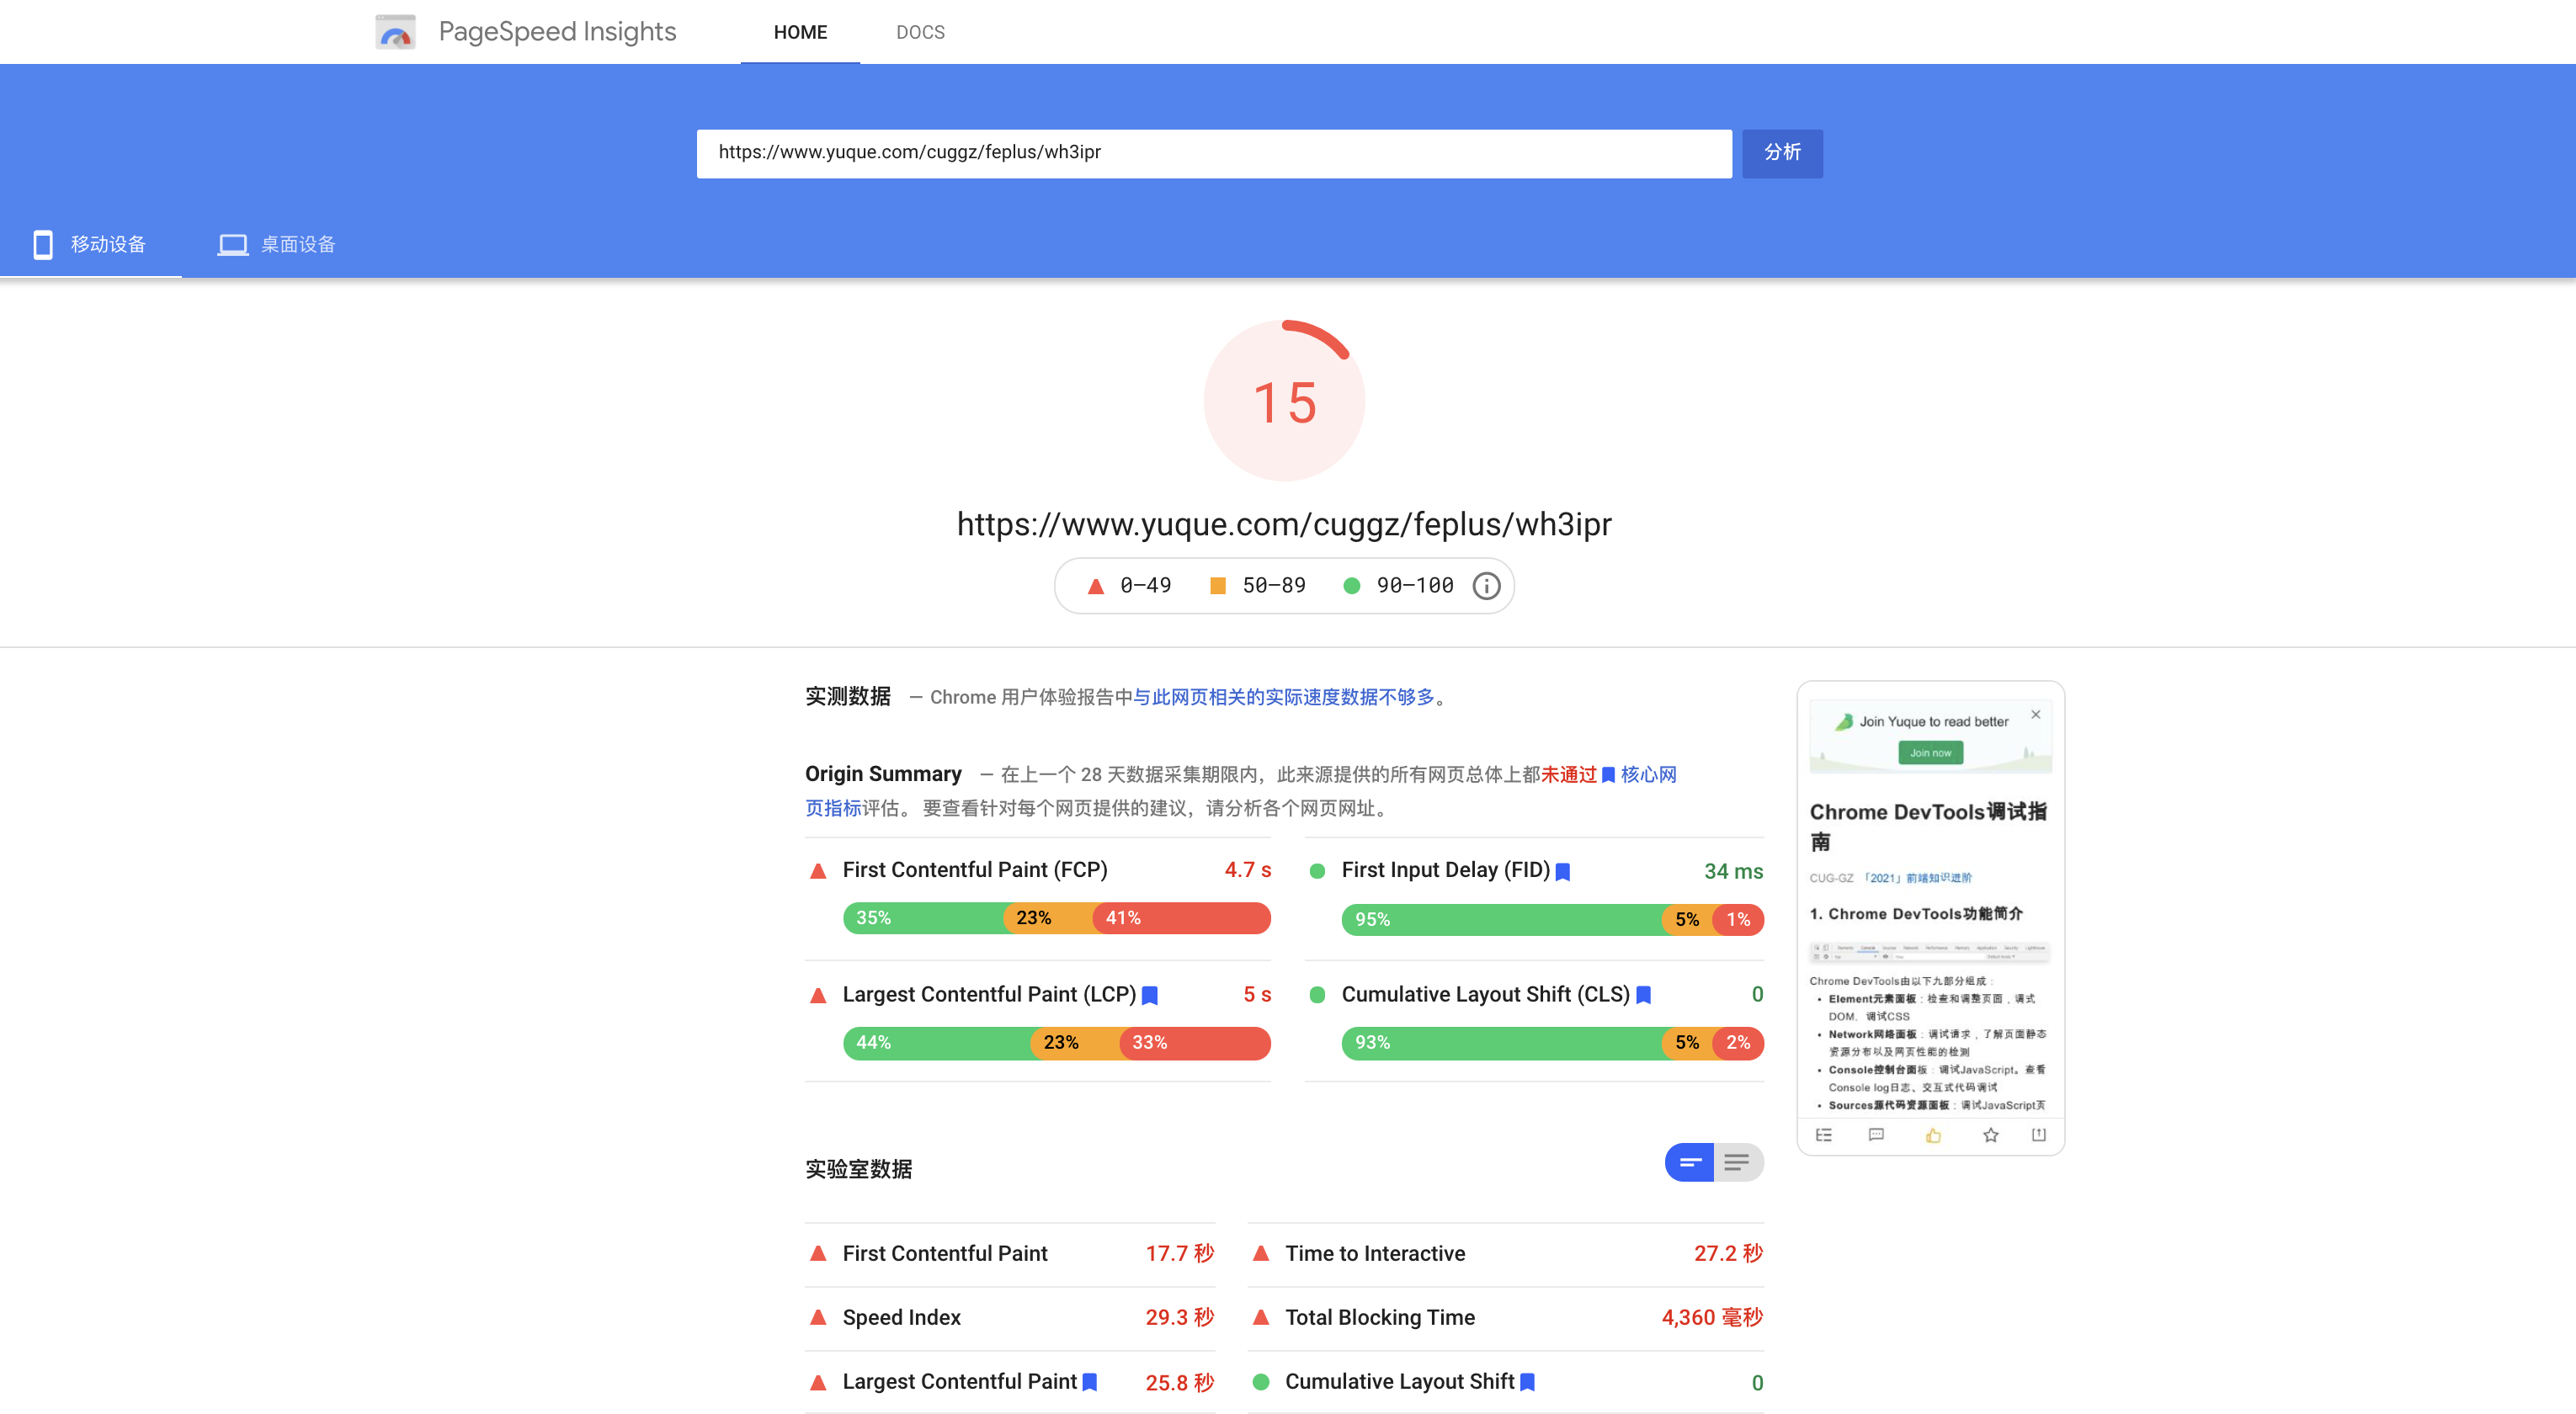 PageSpeed Insights
HOME
DOCS
https://www.yuque.com/cuggz/feplus/wh3ipr
分析
移动设备
桌面设备
15
https://www.yuque.com/cuggz/feplus/wh3ipr
0–49
50–89
90–100
实测数据 — Chrome 用户体验报告中与此网页相关的实际速度数据不够多。
Origin Summary — 在上一个 28 天数据采集期限内，此来源提供的所有网页总体上都未通过 核心网
页指标评估。 要查看针对每个网页提供的建议，请分析各个网页网址。
First Contentful Paint (FCP)
4.7 s
35%
23%
41%
First Input Delay (FID)
34 ms
95%
5%
1%
Largest Contentful Paint (LCP)
5 s
44%
23%
33%
Cumulative Layout Shift (CLS)
0
93%
5%
2%
实验室数据
First Contentful Paint
17.7 秒
Time to Interactive
27.2 秒
Speed Index
29.3 秒
Total Blocking Time
4,360 毫秒
Largest Contentful Paint
25.8 秒
Cumulative Layout Shift
0
Join Yuque to read better
Join now
Chrome DevTools调试指
南
CUG-GZ 「2021」前端知识进阶
1. Chrome DevTools功能简介
Chrome DevTools由以下九部分组成：
• Element元素面板：检查和调整页面，调式
DOM，调试CSS
• Network网络面板：调试请求，了解页面静态
资源分布以及网页性能的检测
• Console控制台面板：调试JavaScript。查看
Console log日志、交互式代码调试
• Sources源代码资源面板：调试JavaScript页